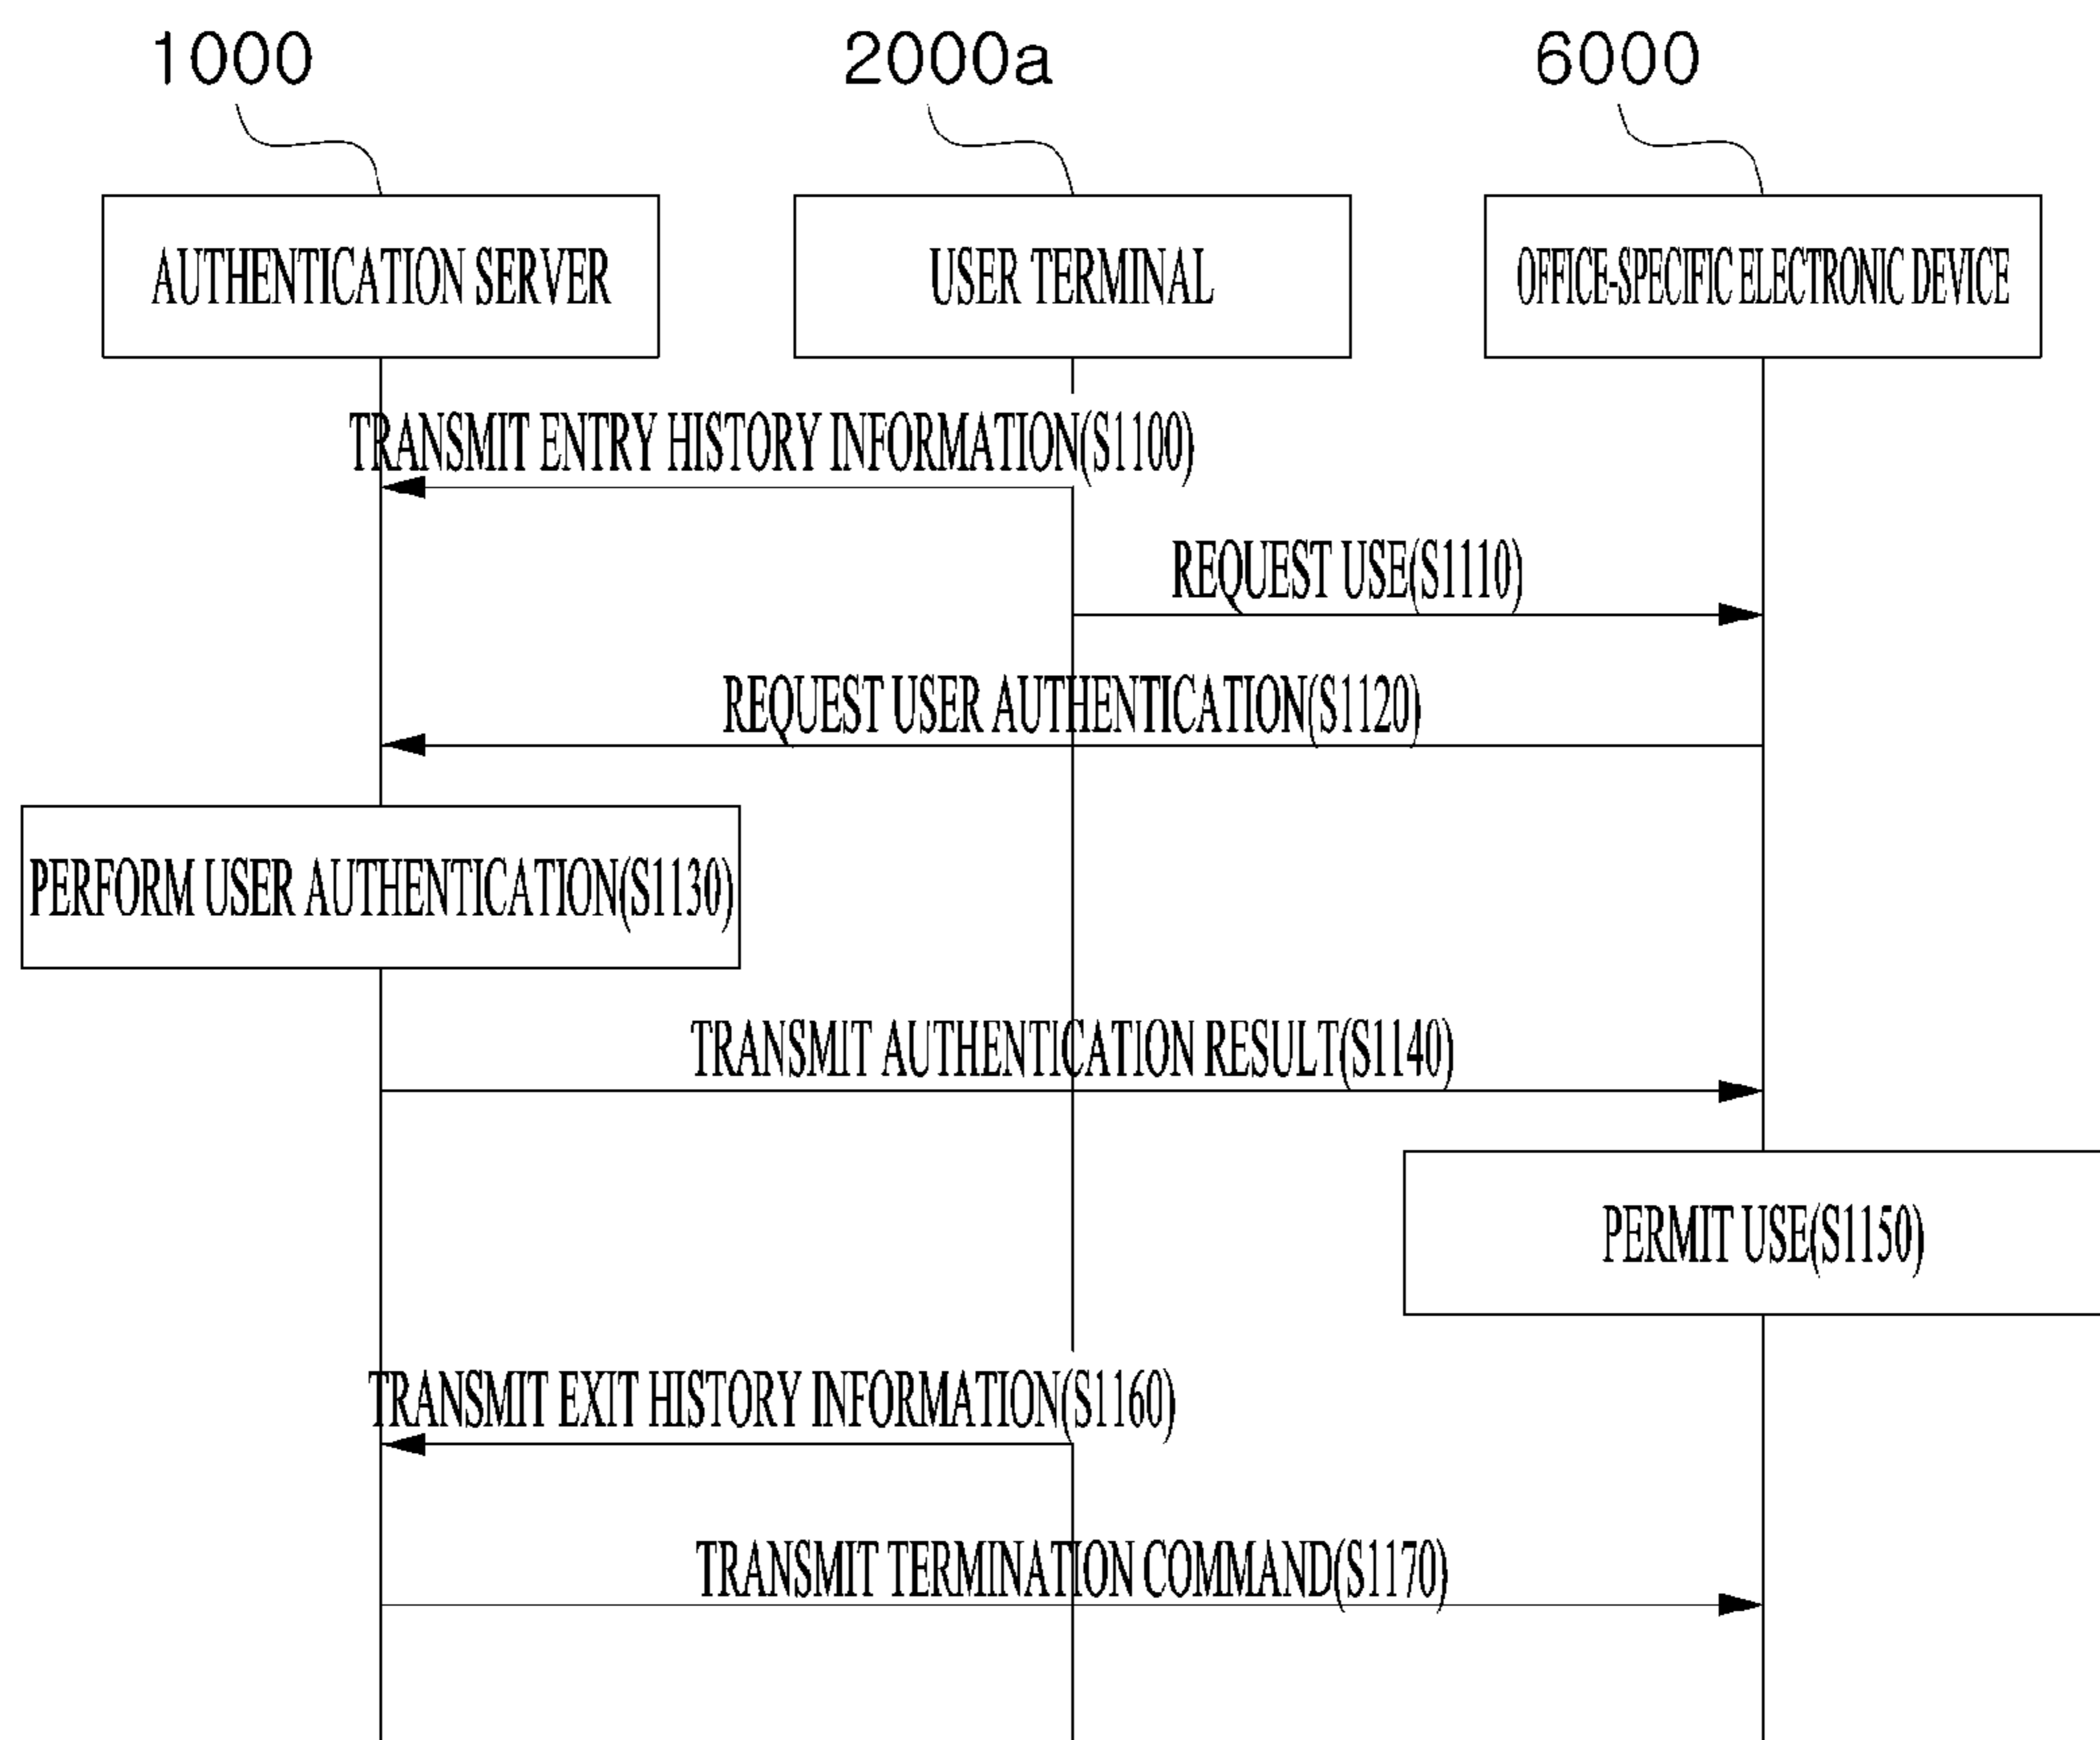 1000
2000a
6000
AUTHENTICATION SERVER
USER TERMINAL
OFFICE-SPECIFIC ELECTRONIC DEVICE
TRANSMIT ENTRY HISTORY INFORMATION(S1100)
REQUEST USE(S1110)
REQUEST USER AUTHENTICATION(S1120)
PERFORM USER AUTHENTICATION(S1130)
TRANSMIT AUTHENTICATION RESULT(S1140)
PERMIT USE(S1150)
TRANSMIT EXIT HISTORY INFORMATION(S1160)
TRANSMIT TERMINATION COMMAND(S1170)